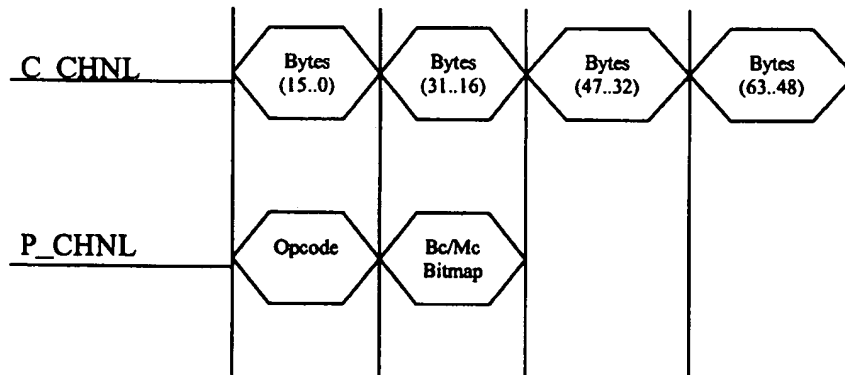 C_CHNL
Bytes
(15..0)
Bytes
(31..16)
Bytes
(47..32)
Bytes
(63..48)
P_CHNL
Opcode
Bc/Mc
Bitmap